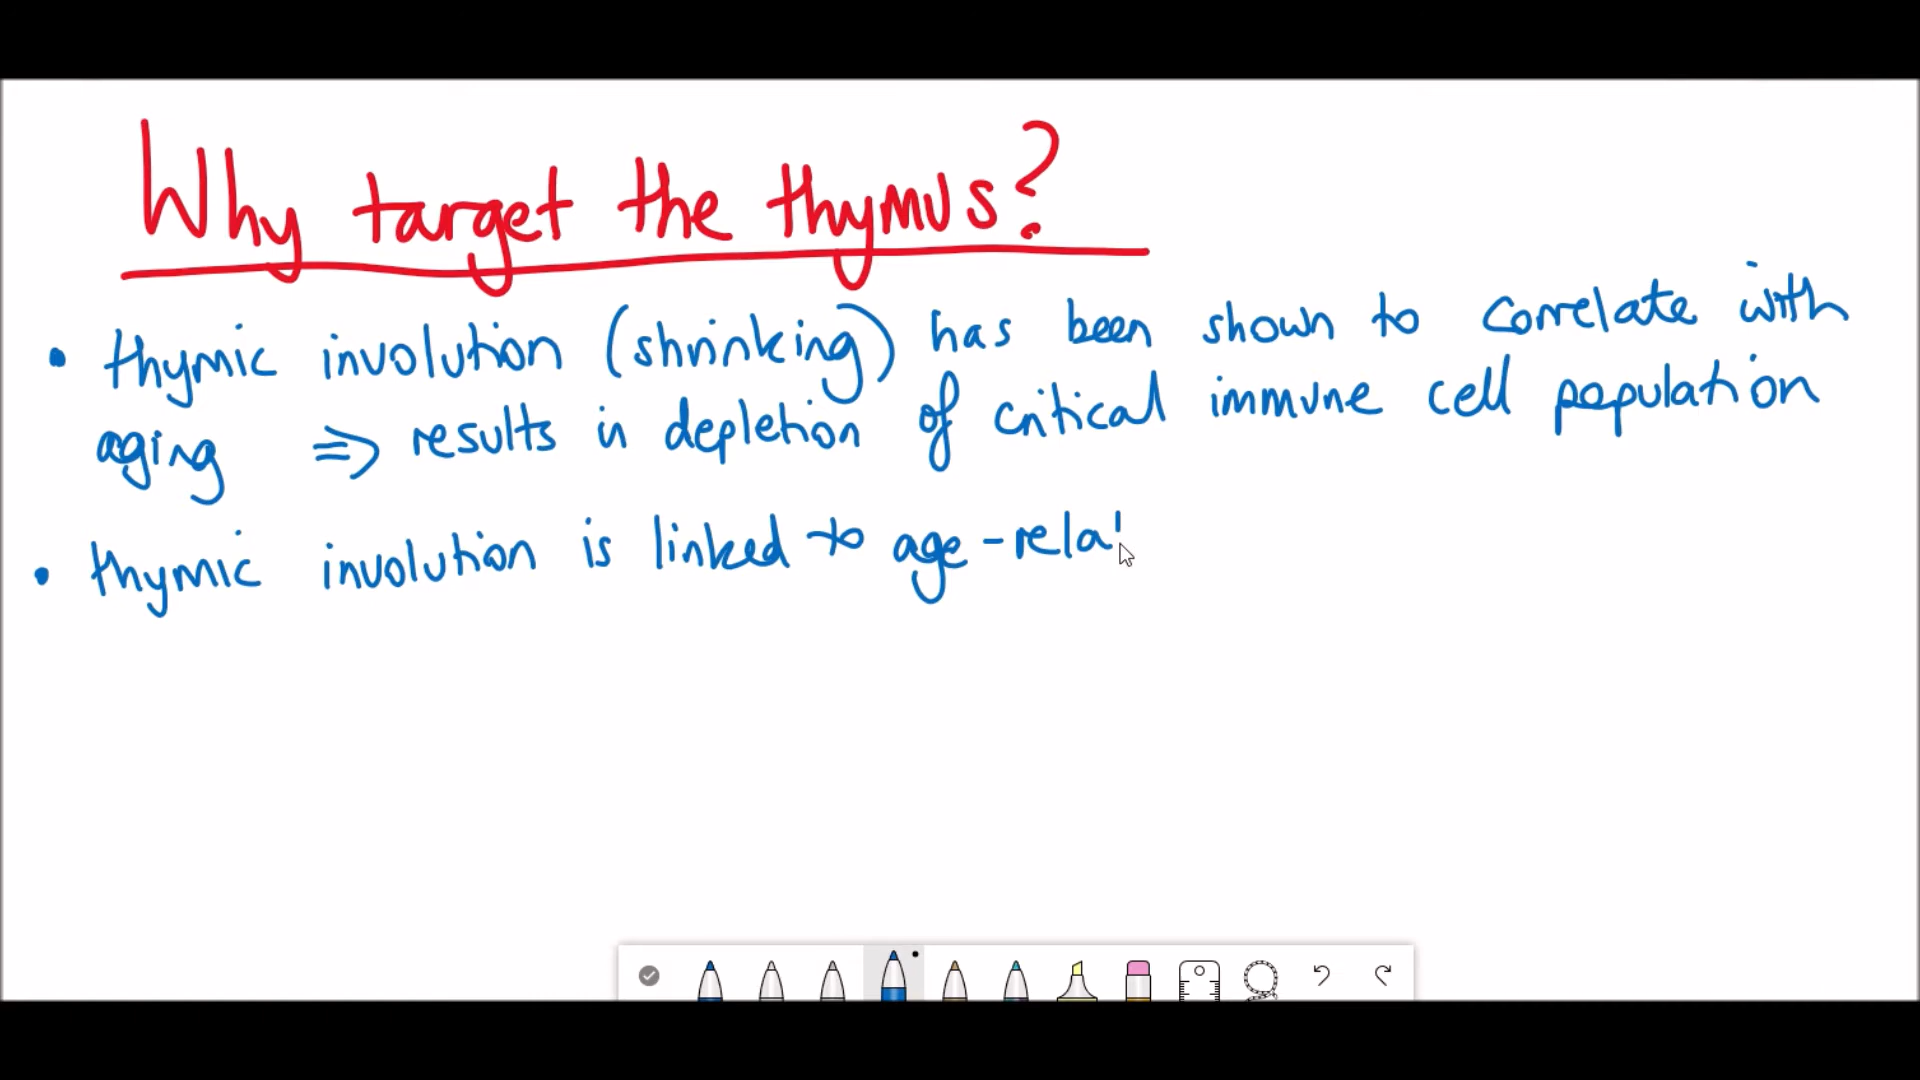 Why target the thymus?
• thymic involution (shrinking) has been shown to correlate with
aging ⇒ results in depletion of critical immune cell population
• thymic involution is linked to age-rela